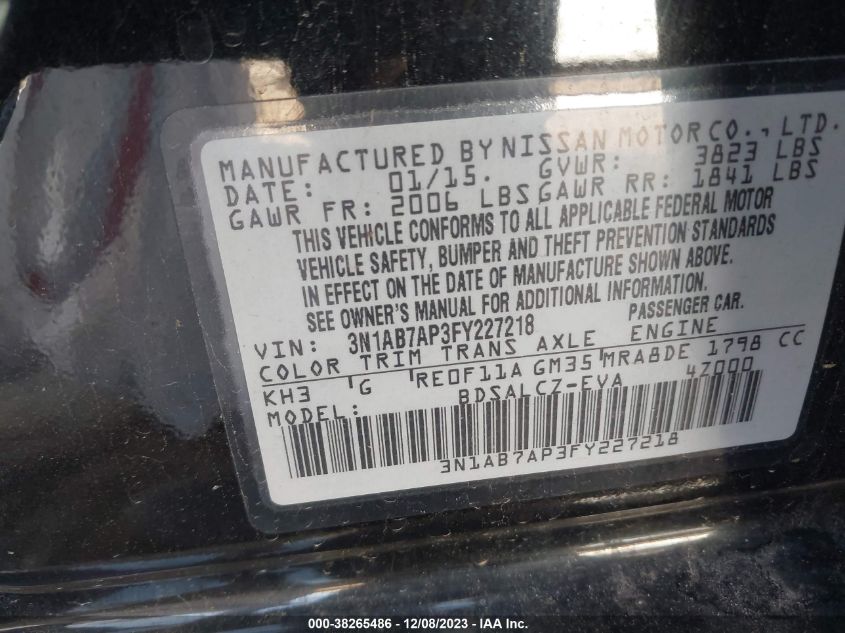 MANUFACTURED BY NISSAN MOTOR CO., LTD.
DATE: 01/15. GVWR: 3823 LBS
GAWR FR: 2006 LBS GAWR RR: 1841 LBS
THIS VEHICLE CONFORMS TO ALL APPLICABLE FEDERAL MOTOR
VEHICLE SAFETY, BUMPER AND THEFT PREVENTION STANDARDS
IN EFFECT ON THE DATE OF MANUFACTURE SHOWN ABOVE.
SEE OWNER'S MANUAL FOR ADDITIONAL INFORMATION.
VIN: 3N1AB7AP3FY227218 PASSENGER CAR.
COLOR TRIM TRANS AXLE ENGINE
KH3 G RE0F11A GM35 MRA8DE 1798 CC
MODEL: BDSALCZ-EVA 47000
3N1AB7AP3FY227218
000-38265486 - 12/08/2023 - IAA Inc.